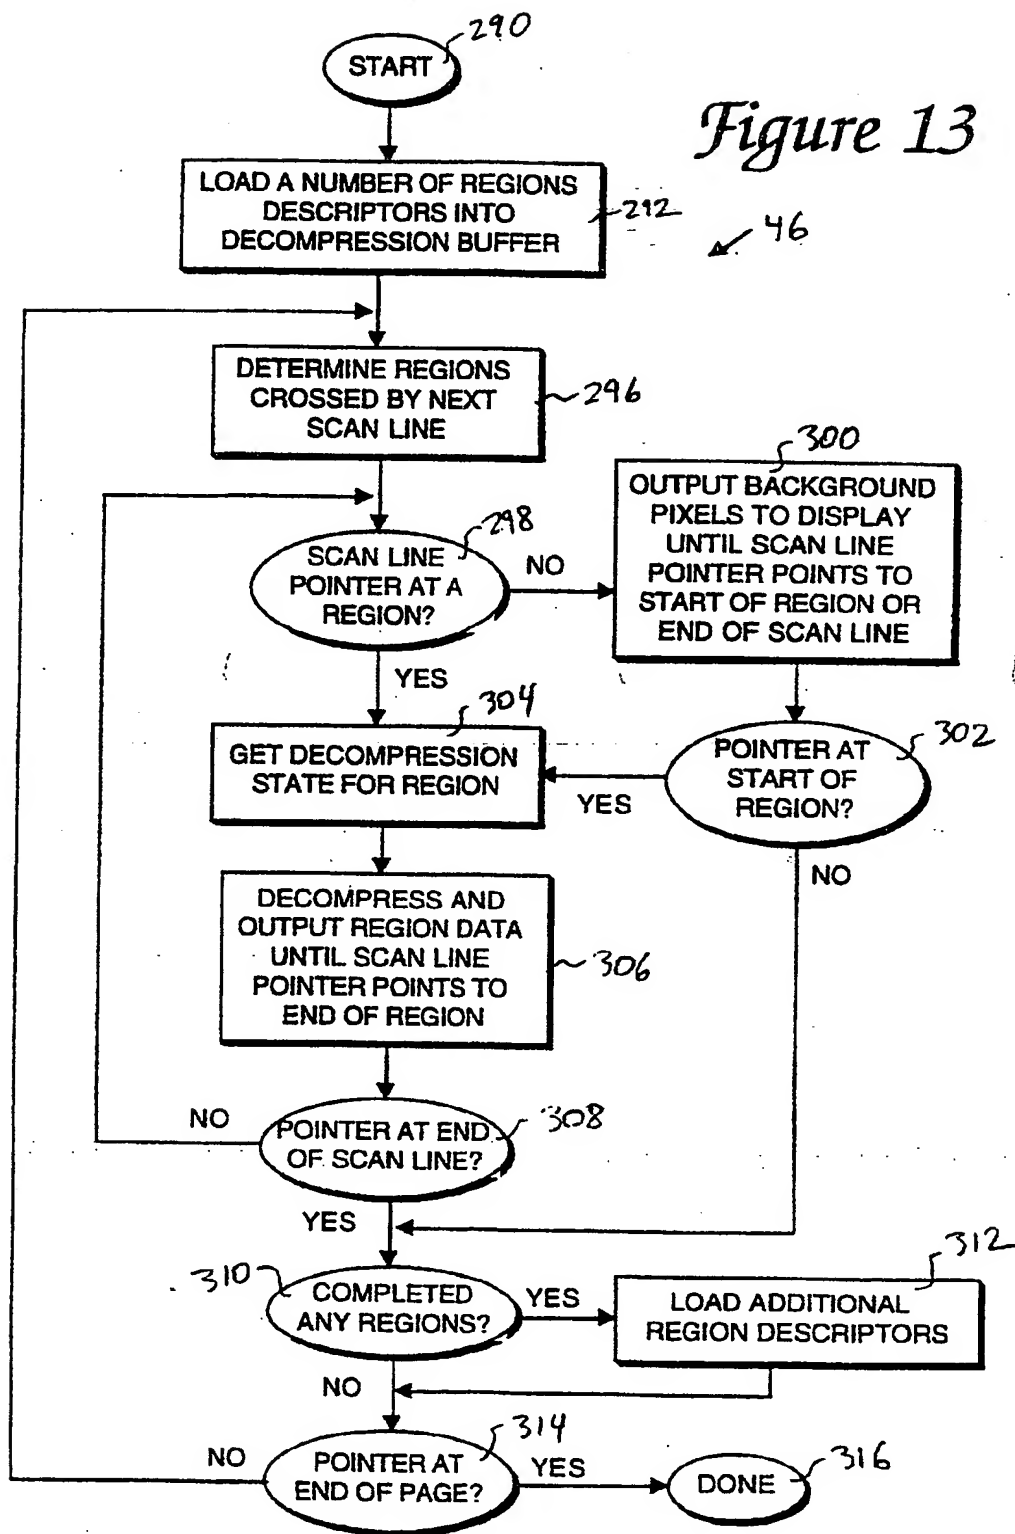 290
START
Figure 13
LOAD A NUMBER OF REGIONS
DESCRIPTORS INTO
DECOMPRESSION BUFFER
292
46
DETERMINE REGIONS
CROSSED BY NEXT
SCAN LINE
296
300
OUTPUT BACKGROUND
PIXELS TO DISPLAY
UNTIL SCAN LINE
POINTER POINTS TO
START OF REGION OR
END OF SCAN LINE
298
SCAN LINE
POINTER AT A
REGION?
NO
YES
304
GET DECOMPRESSION
STATE FOR REGION
302
POINTER AT
START OF
REGION?
YES
NO
DECOMPRESS AND
OUTPUT REGION DATA
UNTIL SCAN LINE
POINTER POINTS TO
END OF REGION
306
308
POINTER AT END
OF SCAN LINE?
NO
YES
310
COMPLETED
ANY REGIONS?
YES
312
LOAD ADDITIONAL
REGION DESCRIPTORS
NO
314
POINTER AT
END OF PAGE?
NO
YES
DONE
316